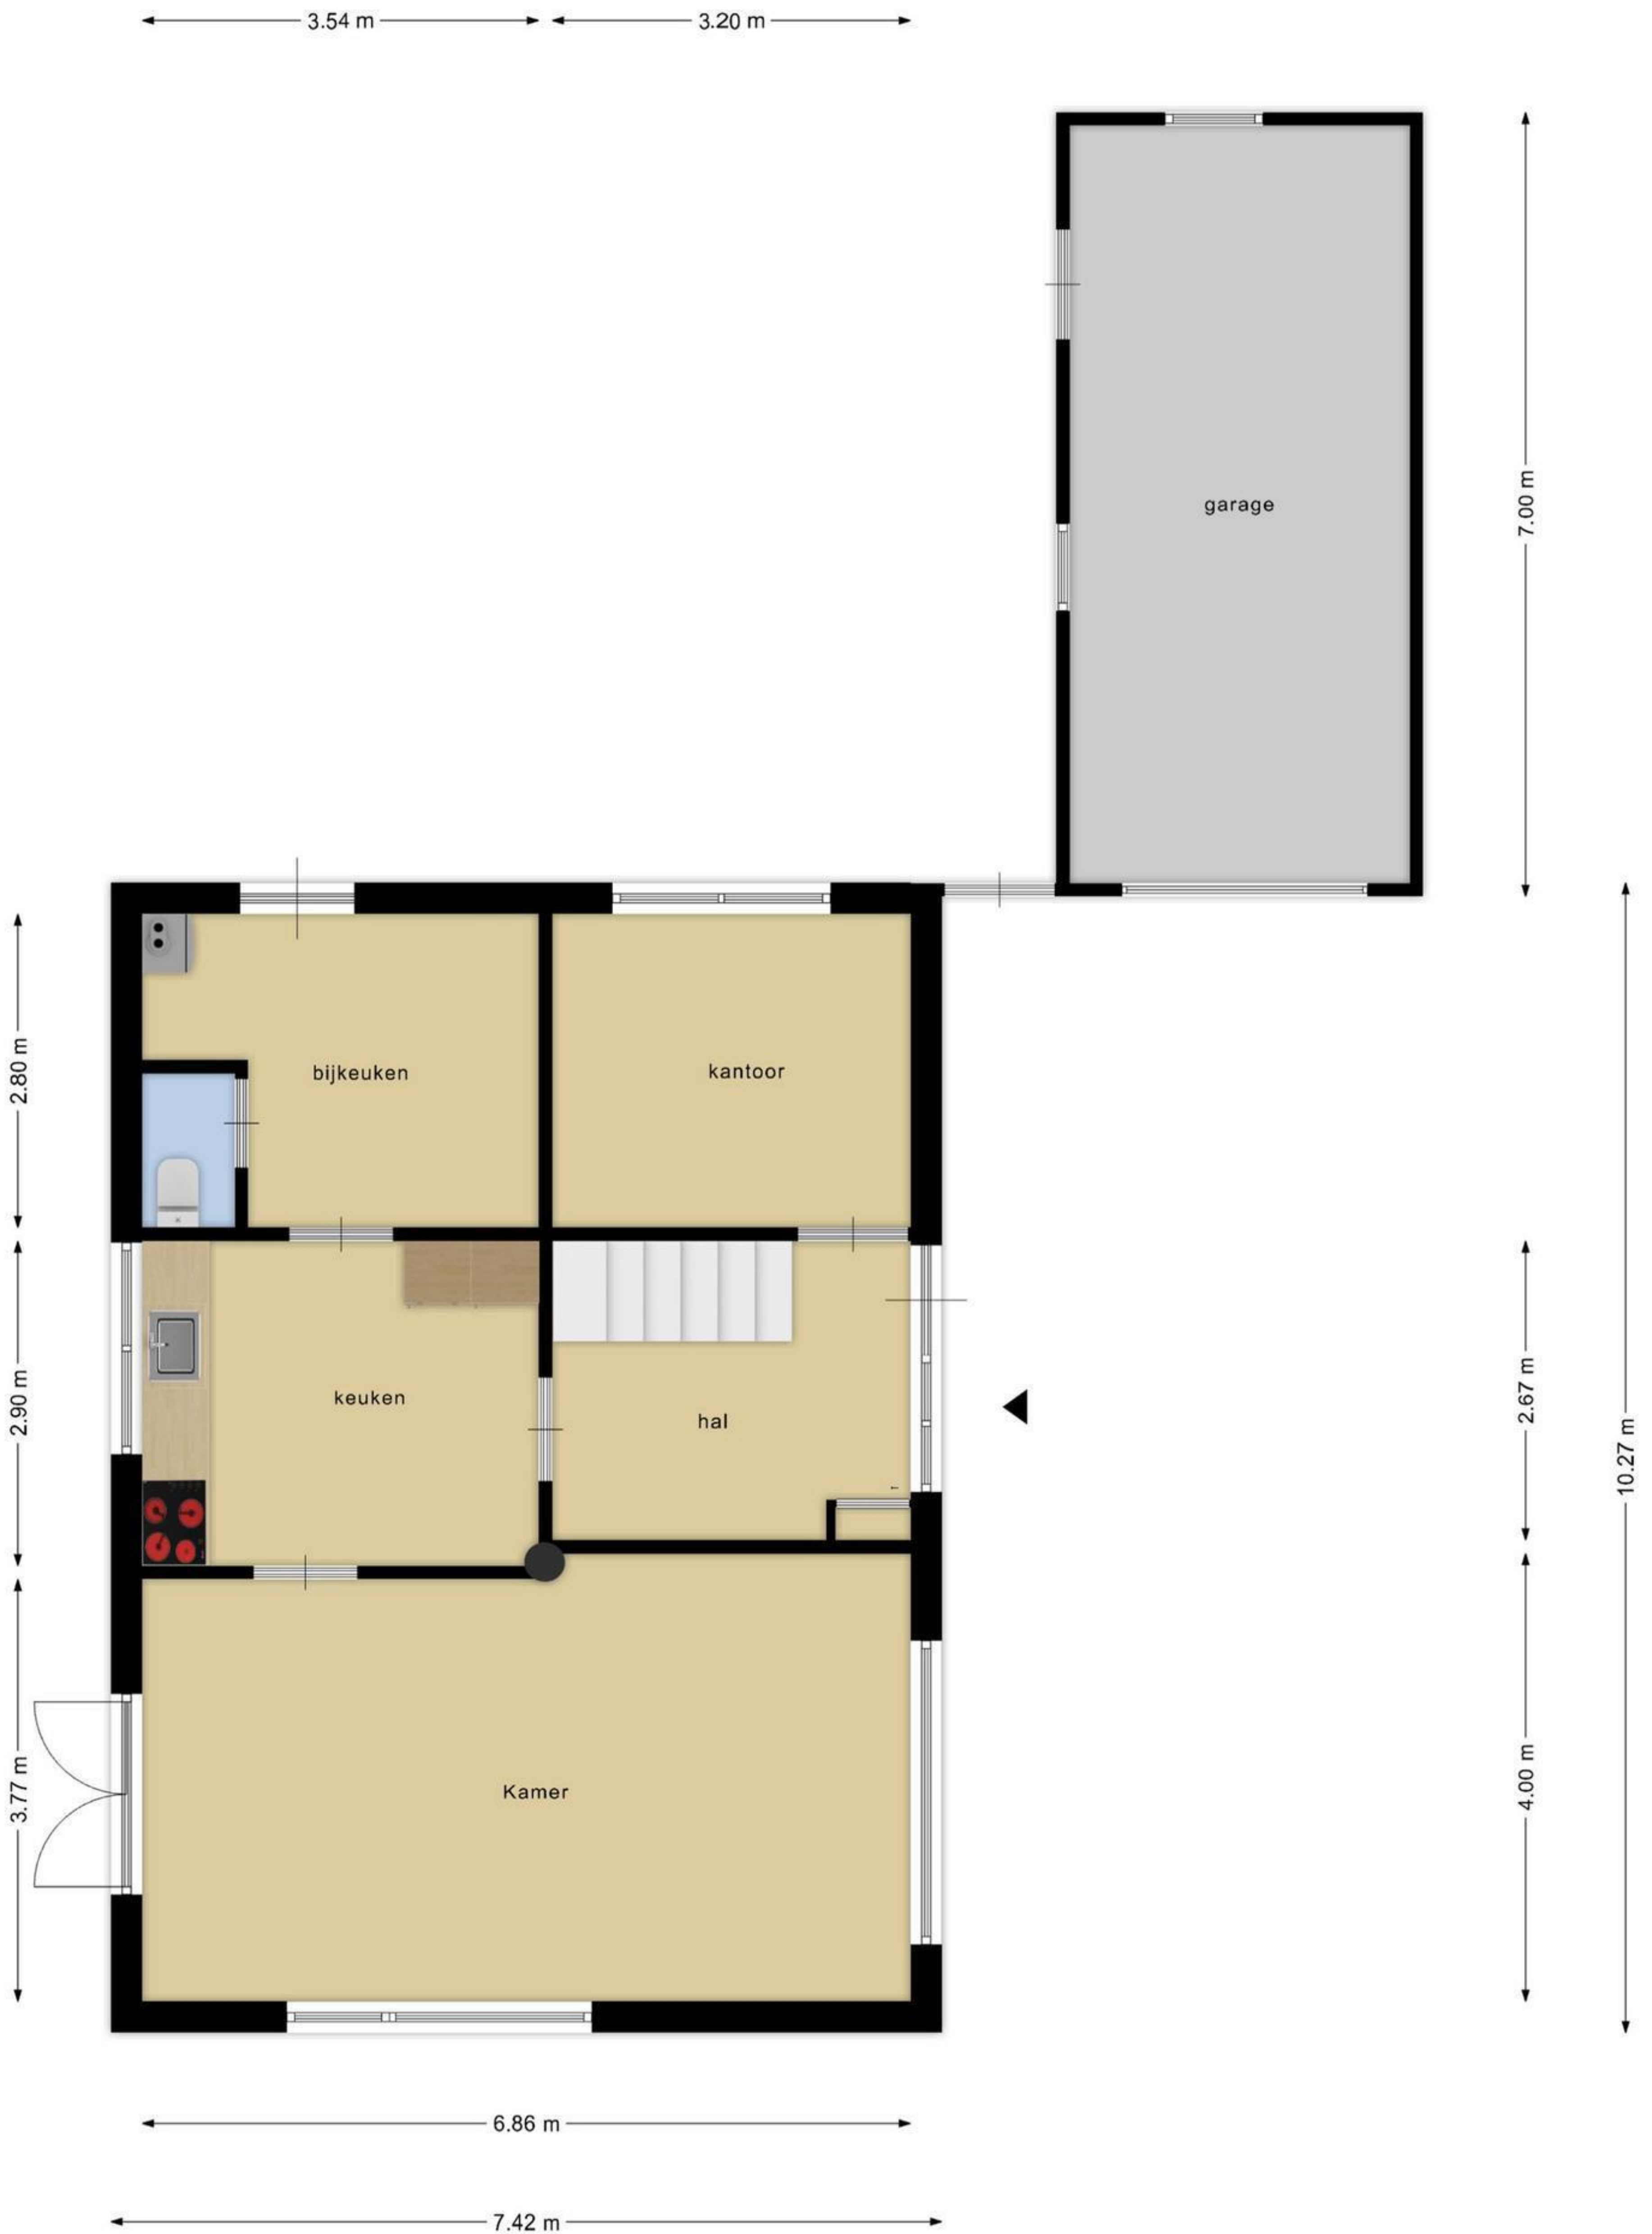 3.54 m
3.20 m
garage
7.00 m
bijkeuken
kantoor
2.80 m
keuken
hal
2.90 m
2.67 m
10.27 m
Kamer
3.77 m
4.00 m
6.86 m
7.42 m